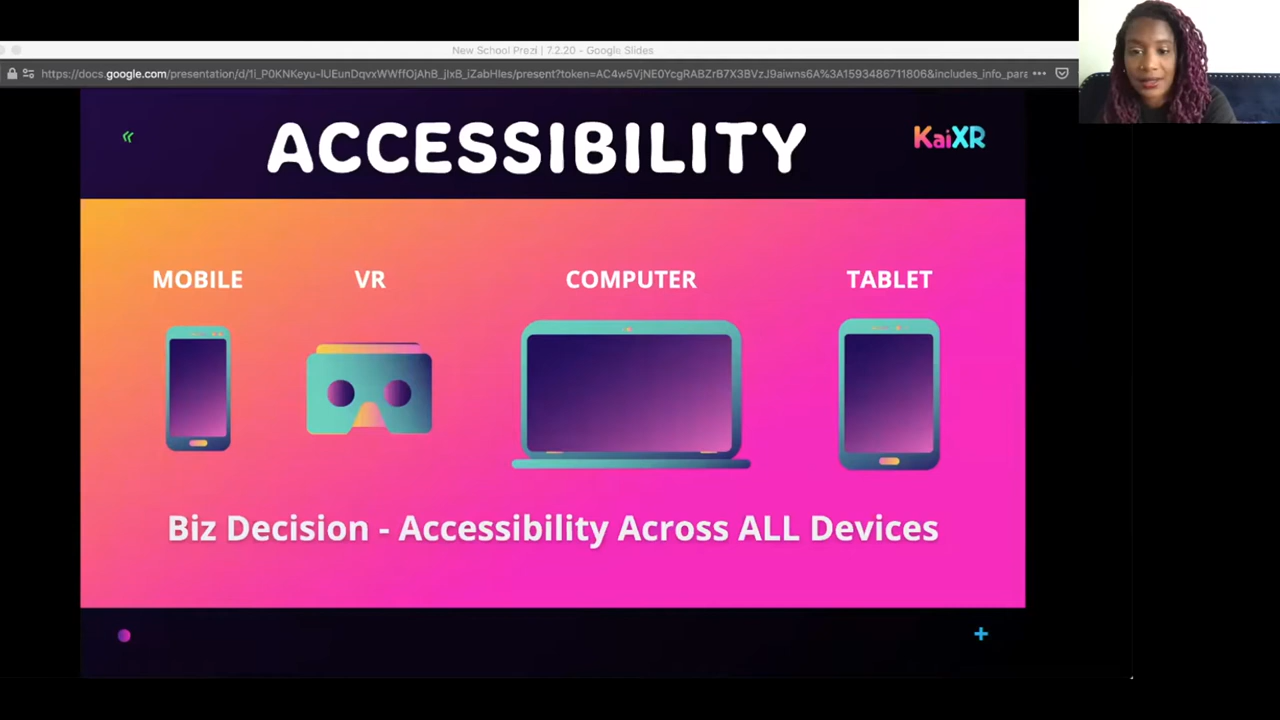 New School Prezi | 7.2.20 - Google Slides
ACCESSIBILITY
KaiXR
MOBILE
VR
COMPUTER
TABLET
Biz Decision - Accessibility Across ALL Devices